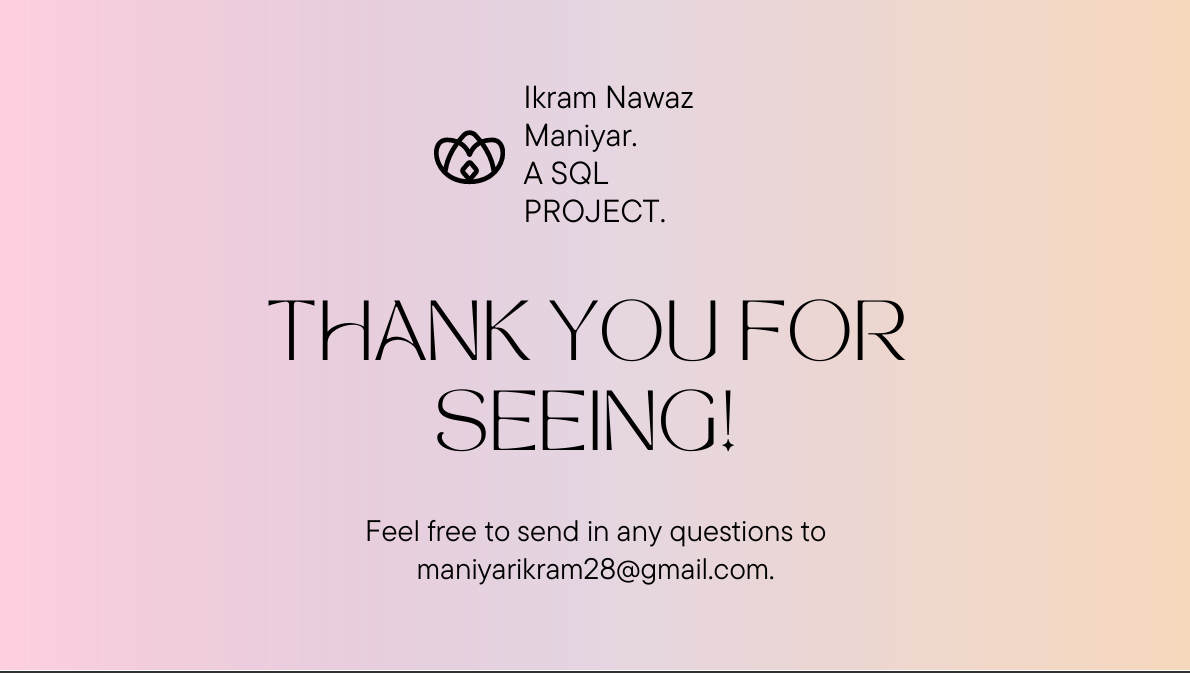 Ikram Nawaz
Maniyar.
A SQL
PROJECT.
THANK YOU FOR
SEEING!
Feel free to send in any questions to
maniyarikram28@gmail.com.